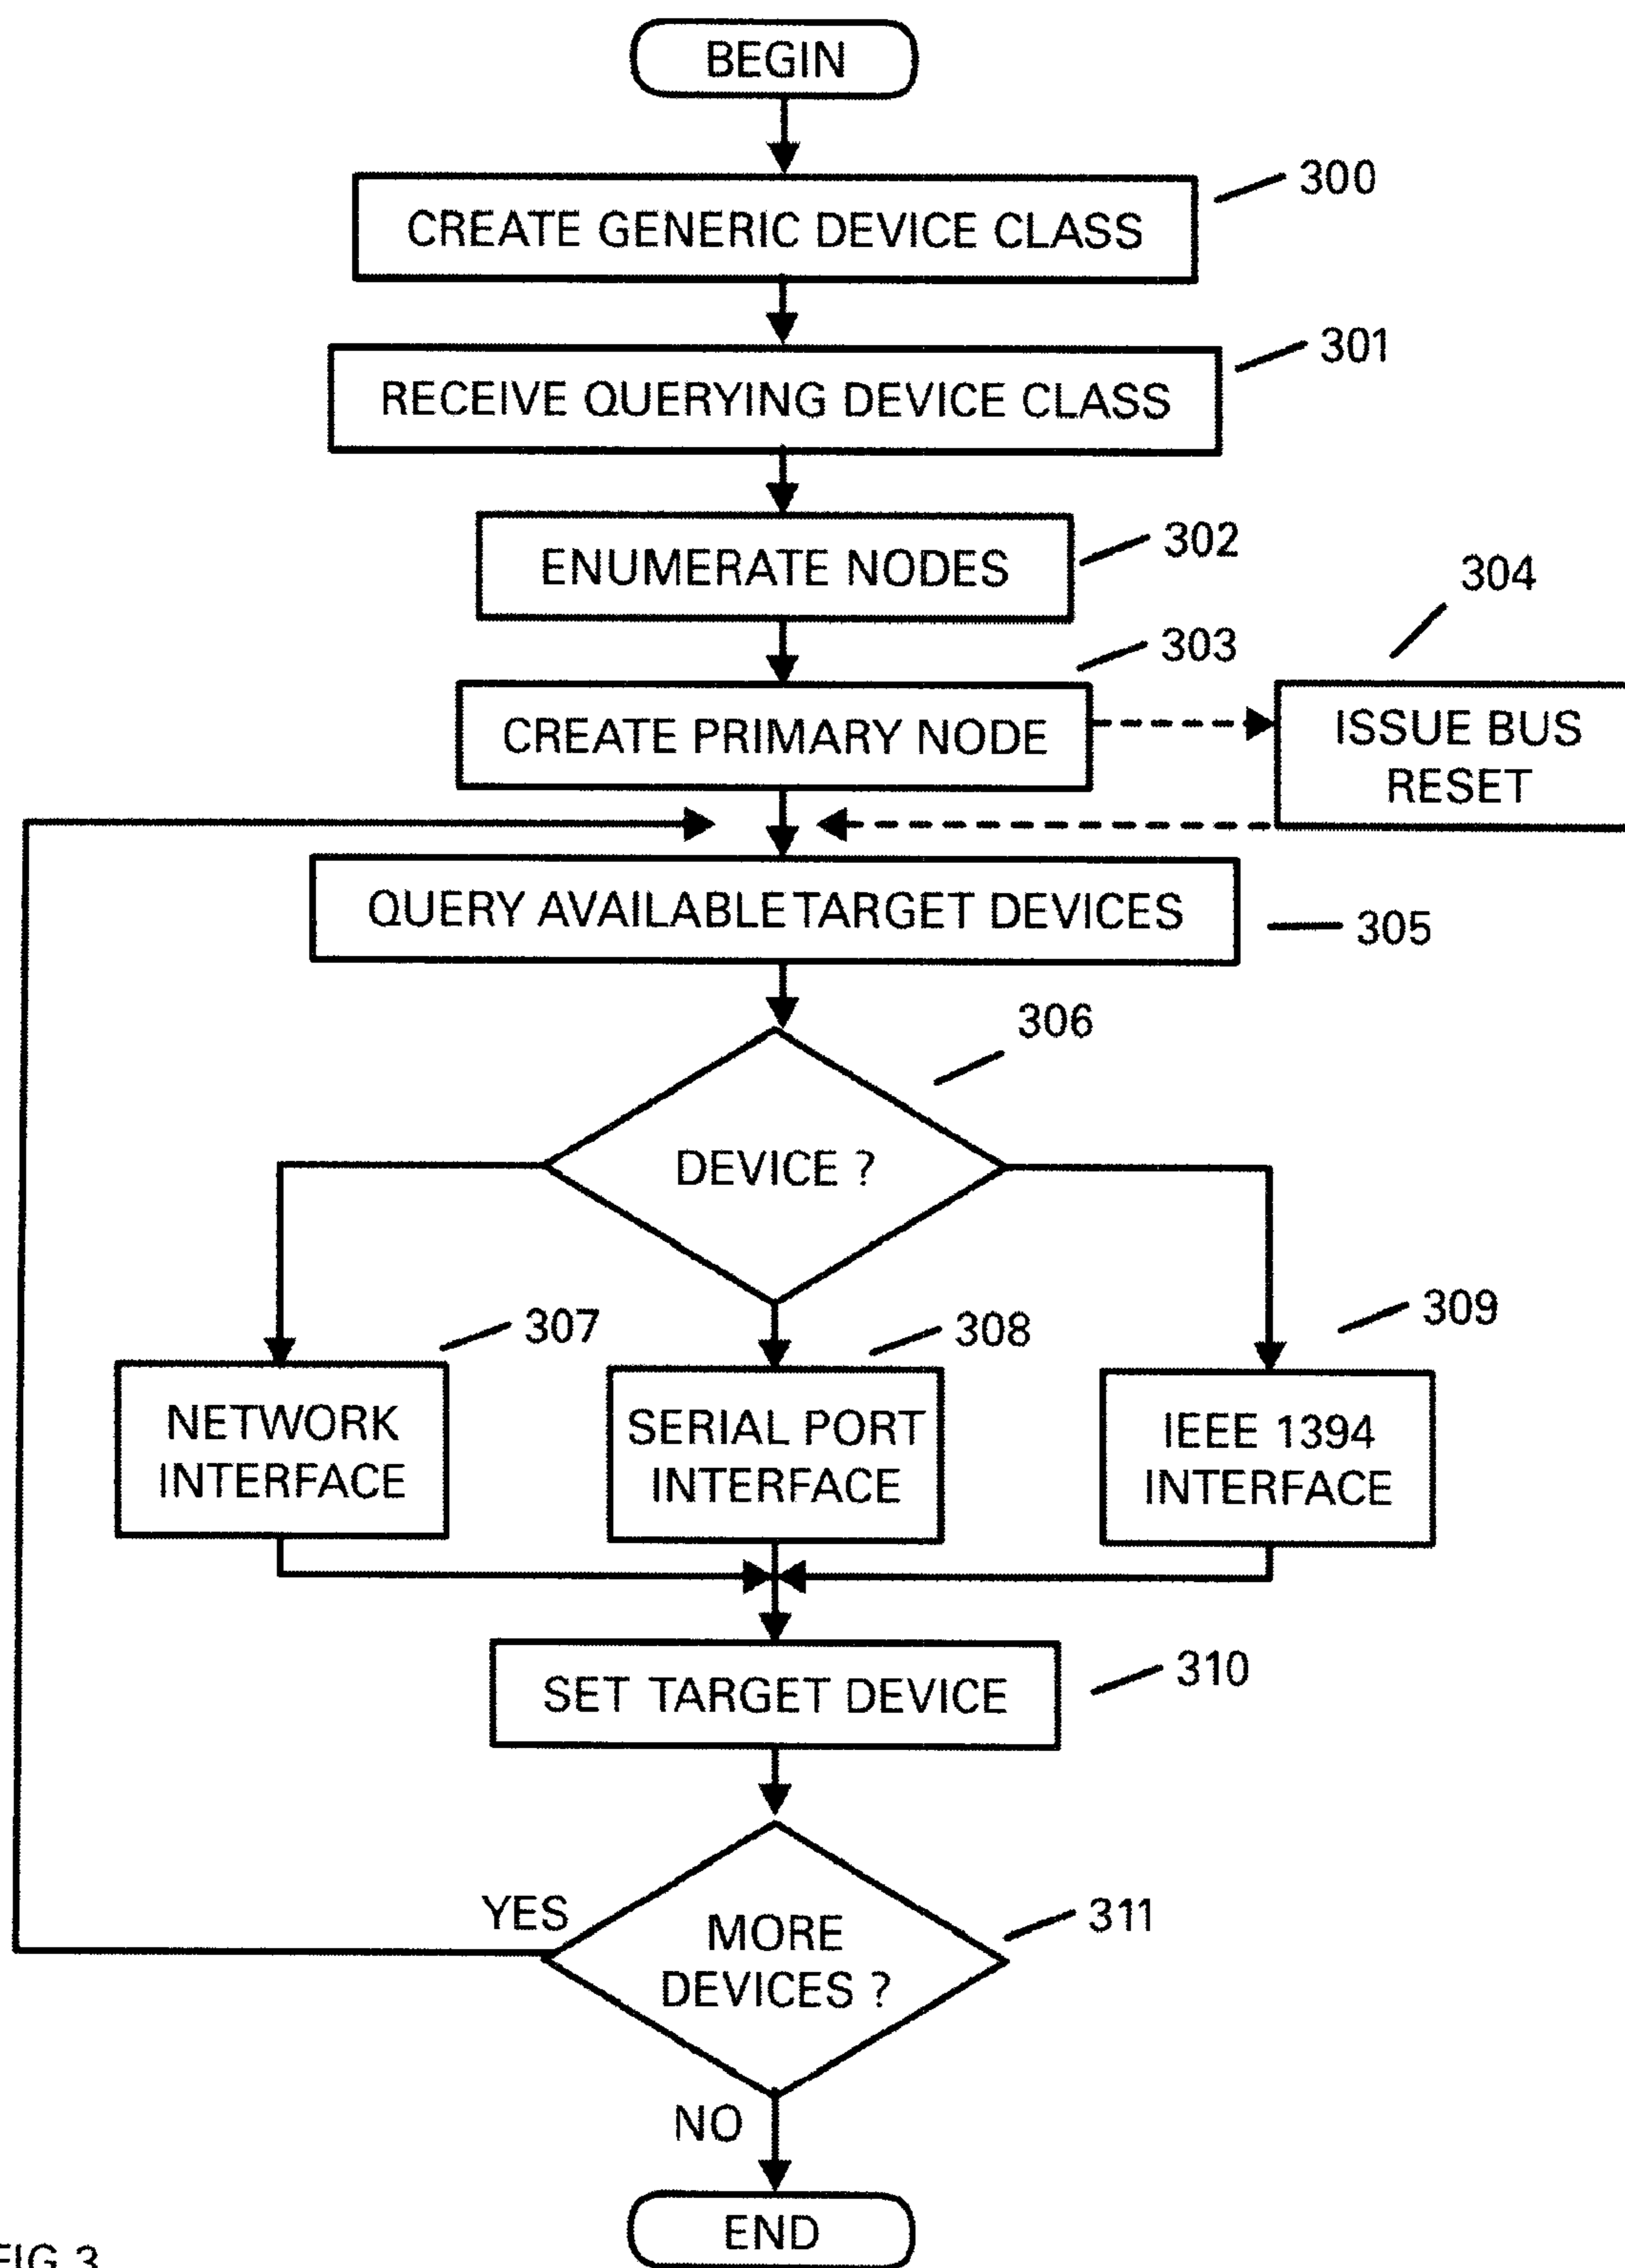 BEGIN
300
CREATE GENERIC DEVICE CLASS
301
RECEIVE QUERYING DEVICE CLASS
302
ENUMERATE NODES
304
303
CREATE PRIMARY NODE
ISSUE BUS
RESET
QUERY AVAILABLE TARGET DEVICES
305
306
DEVICE ?
307
308
309
NETWORK
INTERFACE
SERIAL PORT
INTERFACE
IEEE 1394
INTERFACE
SET TARGET DEVICE
310
YES
MORE
DEVICES ?
311
NO
END
FIG 3